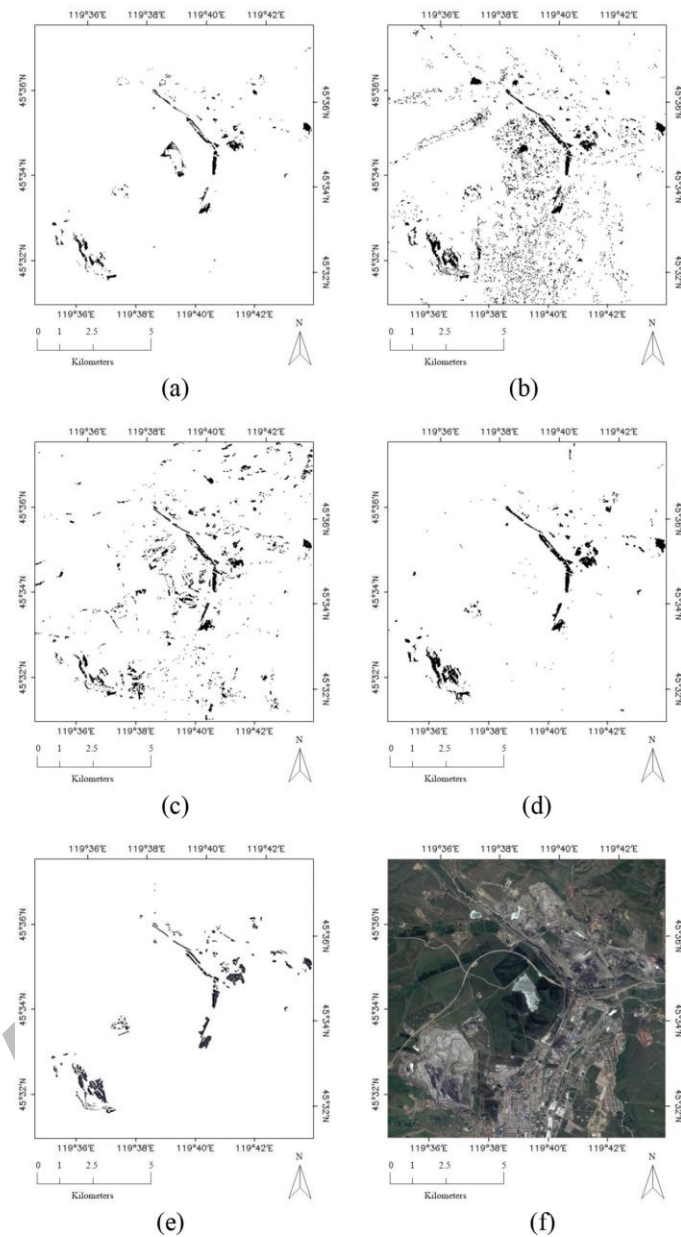 119°36'E 119°38'E 119°40'E 119°42'E 119°36'E 119°38'E 119°40'E 119°42'E
45°36'N 45°36'N 45°36'N 45°36'N
45°34'N 45°34'N 45°34'N 45°34'N
45°32'N 45°32'N 45°32'N 45°32'N
119°36'E 119°38'E 119°40'E 119°42'E 119°36'E 119°38'E 119°40'E 119°42'E
N N
0 1 2.5 5 0 1 2.5 5
Kilometers Kilometers
(a) (b)
119°36'E 119°38'E 119°40'E 119°42'E 119°36'E 119°38'E 119°40'E 119°42'E
45°36'N 45°36'N 45°36'N 45°36'N
45°34'N 45°34'N 45°34'N 45°34'N
45°32'N 45°32'N 45°32'N 45°32'N
119°36'E 119°38'E 119°40'E 119°42'E 119°36'E 119°38'E 119°40'E 119°42'E
N N
0 1 2.5 5 0 1 2.5 5
Kilometers Kilometers
(c) (d)
119°36'E 119°38'E 119°40'E 119°42'E 119°36'E 119°38'E 119°40'E 119°42'E
45°36'N 45°36'N 45°36'N 45°36'N
45°34'N 45°34'N 45°34'N 45°34'N
45°32'N 45°32'N 45°32'N 45°32'N
119°36'E 119°38'E 119°40'E 119°42'E 119°36'E 119°38'E 119°40'E 119°42'E
N N
0 1 2.5 5 0 1 2.5 5
Kilometers Kilometers
(e) (f)